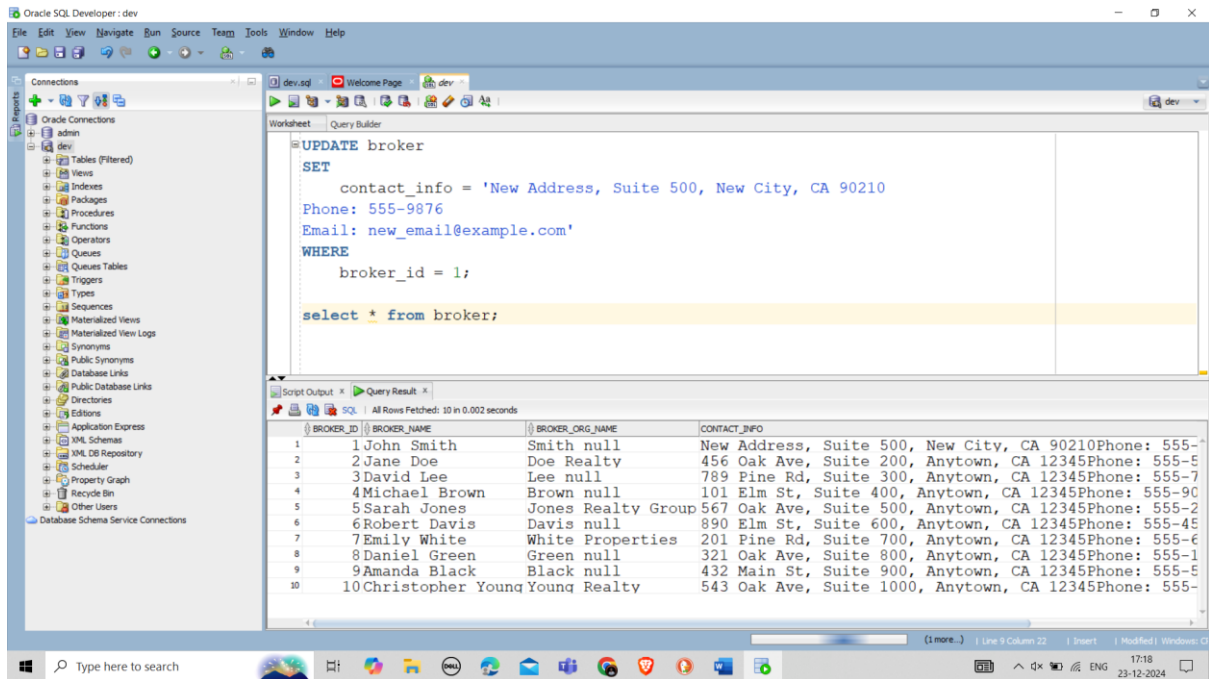 Oracle SQL Developer : dev
File Edit View Navigate Run Source Team Tools Window Help
Connections
dev.sql
Welcome Page
dev
Reports
dev
Oracle Connections
admin
dev
Tables (Filtered)
Views
Indexes
Packages
Procedures
Functions
Operators
Queues
Queues Tables
Triggers
Types
Sequences
Materialized Views
Materialized View Logs
Synonyms
Public Synonyms
Database Links
Public Database Links
Directories
Editions
Application Express
XML Schemas
XML DB Repository
Scheduler
Property Graph
Recycle Bin
Other Users
Database Schema Service Connections
Worksheet Query Builder
UPDATE broker
SET
contact_info = 'New Address, Suite 500, New City, CA 90210
Phone: 555-9876
Email: new_email@example.com'
WHERE
broker_id = 1;
select * from broker;
Script Output x Query Result x
SQL | All Rows Fetched: 10 in 0.002 seconds
BROKER_ID BROKER_NAME BROKER_ORG_NAME CONTACT_INFO
1 1 John Smith Smith null New Address, Suite 500, New City, CA 90210Phone: 555-
2 2 Jane Doe Doe Realty 456 Oak Ave, Suite 200, Anytown, CA 12345Phone: 555-5
3 3 David Lee Lee null 789 Pine Rd, Suite 300, Anytown, CA 12345Phone: 555-7
4 4 Michael Brown Brown null 101 Elm St, Suite 400, Anytown, CA 12345Phone: 555-90
5 5 Sarah Jones Jones Realty Group 567 Oak Ave, Suite 500, Anytown, CA 12345Phone: 555-2
6 6 Robert Davis Davis null 890 Elm St, Suite 600, Anytown, CA 12345Phone: 555-45
7 7 Emily White White Properties 201 Pine Rd, Suite 700, Anytown, CA 12345Phone: 555-6
8 8 Daniel Green Green null 321 Oak Ave, Suite 800, Anytown, CA 12345Phone: 555-1
9 9 Amanda Black Black null 432 Main St, Suite 900, Anytown, CA 12345Phone: 555-5
10 10 Christopher Young Young Realty 543 Oak Ave, Suite 1000, Anytown, CA 12345Phone: 555-
(1 more...) | Line 9 Column 22 | Insert | Modified | Windows: C
Type here to search
DELL
ENG
17:18
23-12-2024